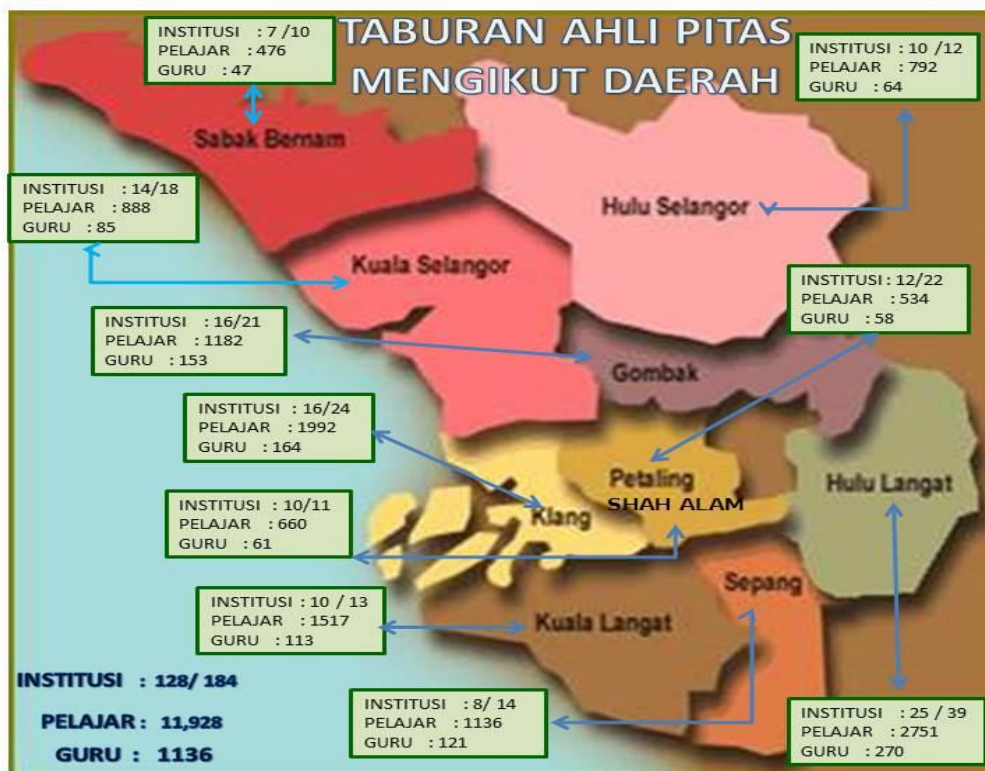 TABURAN AHLI PITAS
MENGIKUT DAERAH
INSTITUSI : 7 /10
PELAJAR : 476
GURU : 47
INSTITUSI : 10 /12
PELAJAR : 792
GURU : 64
Sabak Bernam
INSTITUSI : 14/18
PELAJAR : 888
GURU : 85
Hulu Selangor
Kuala Selangor
INSTITUSI : 12/22
PELAJAR : 534
GURU : 58
INSTITUSI : 16/21
PELAJAR : 1182
GURU : 153
Gombak
INSTITUSI : 16/24
PELAJAR : 1992
GURU : 164
Petaling
SHAH ALAM
Hulu Langat
Klang
INSTITUSI : 10/11
PELAJAR : 660
GURU : 61
Sepang
INSTITUSI : 10 / 13
PELAJAR : 1517
GURU : 113
Kuala Langat
INSTITUSI : 128/ 184
PELAJAR : 11,928
GURU : 1136
INSTITUSI : 8/ 14
PELAJAR : 1136
GURU : 121
INSTITUSI : 25 / 39
PELAJAR : 2751
GURU : 270